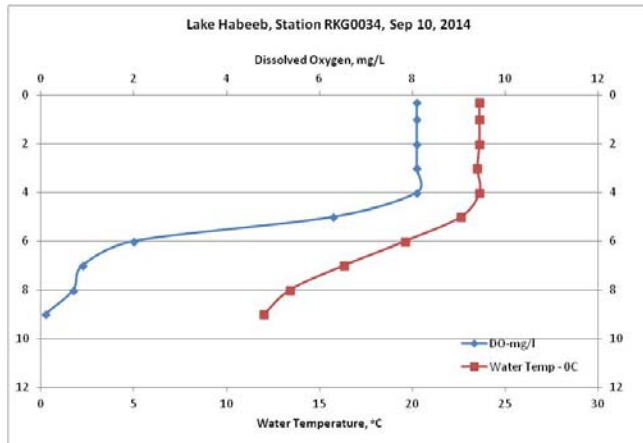 Lake Habeeb, Station RKG0034, Sep 10, 2014
Dissolved Oxygen, mg/L
0 2 4 6 8 10 12
0 0
2 2
4 4
6 6
8 8
10 10
12 12
DO-mg/l
Water Temp - 0C
0 5 10 15 20 25 30
Water Temperature, °C